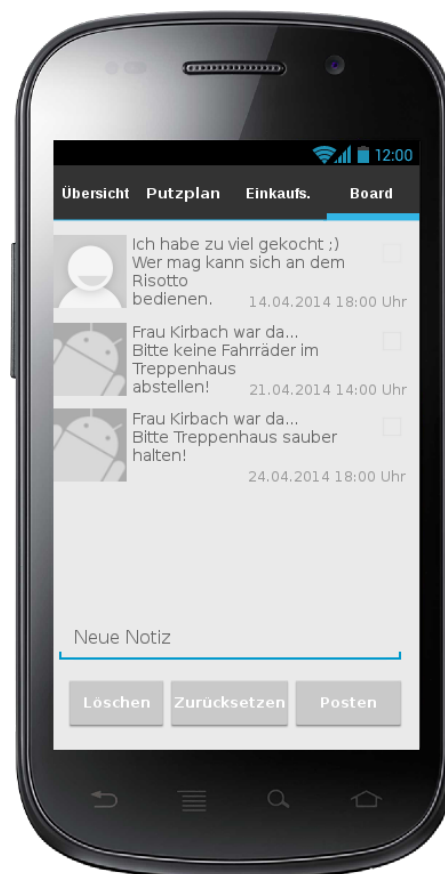 12:00
Übersicht Putzplan Einkaufs. Board
Ich habe zu viel gekocht ;)
Wer mag kann sich an dem
Risotto
bedienen. 14.04.2014 18:00 Uhr
Frau Kirbach war da...
Bitte keine Fahrräder im
Treppenhaus
abstellen! 21.04.2014 14:00 Uhr
Frau Kirbach war da...
Bitte Treppenhaus sauber
halten!
24.04.2014 18:00 Uhr
Neue Notiz
Löschen Zurücksetzen Posten